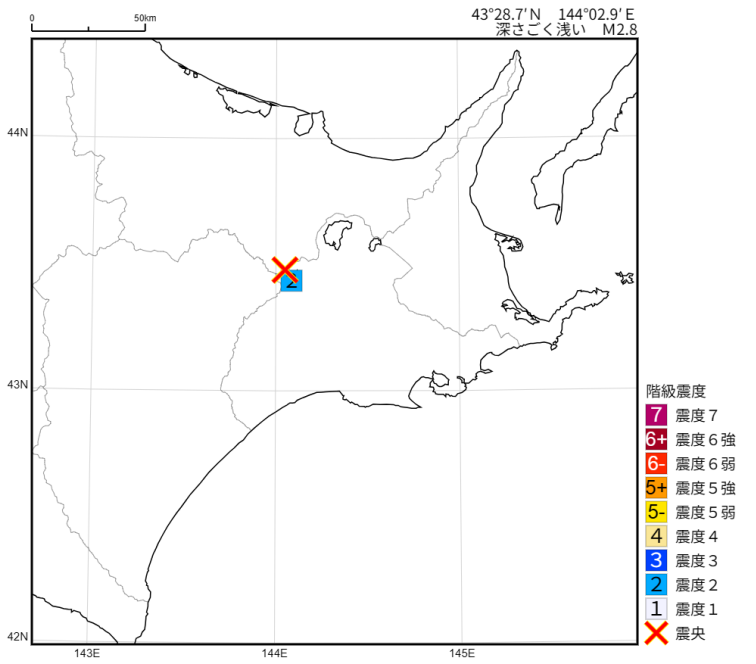 0 50km
43°28.7′N 144°02.9′E
深さごく浅い M2.8
44N
2
43N
階級震度
7 震度７
6+ 震度６強
6- 震度６弱
5+ 震度５強
5- 震度５弱
4 震度４
3 震度３
2 震度２
1 震度１
震央
42N
143E 144E 145E